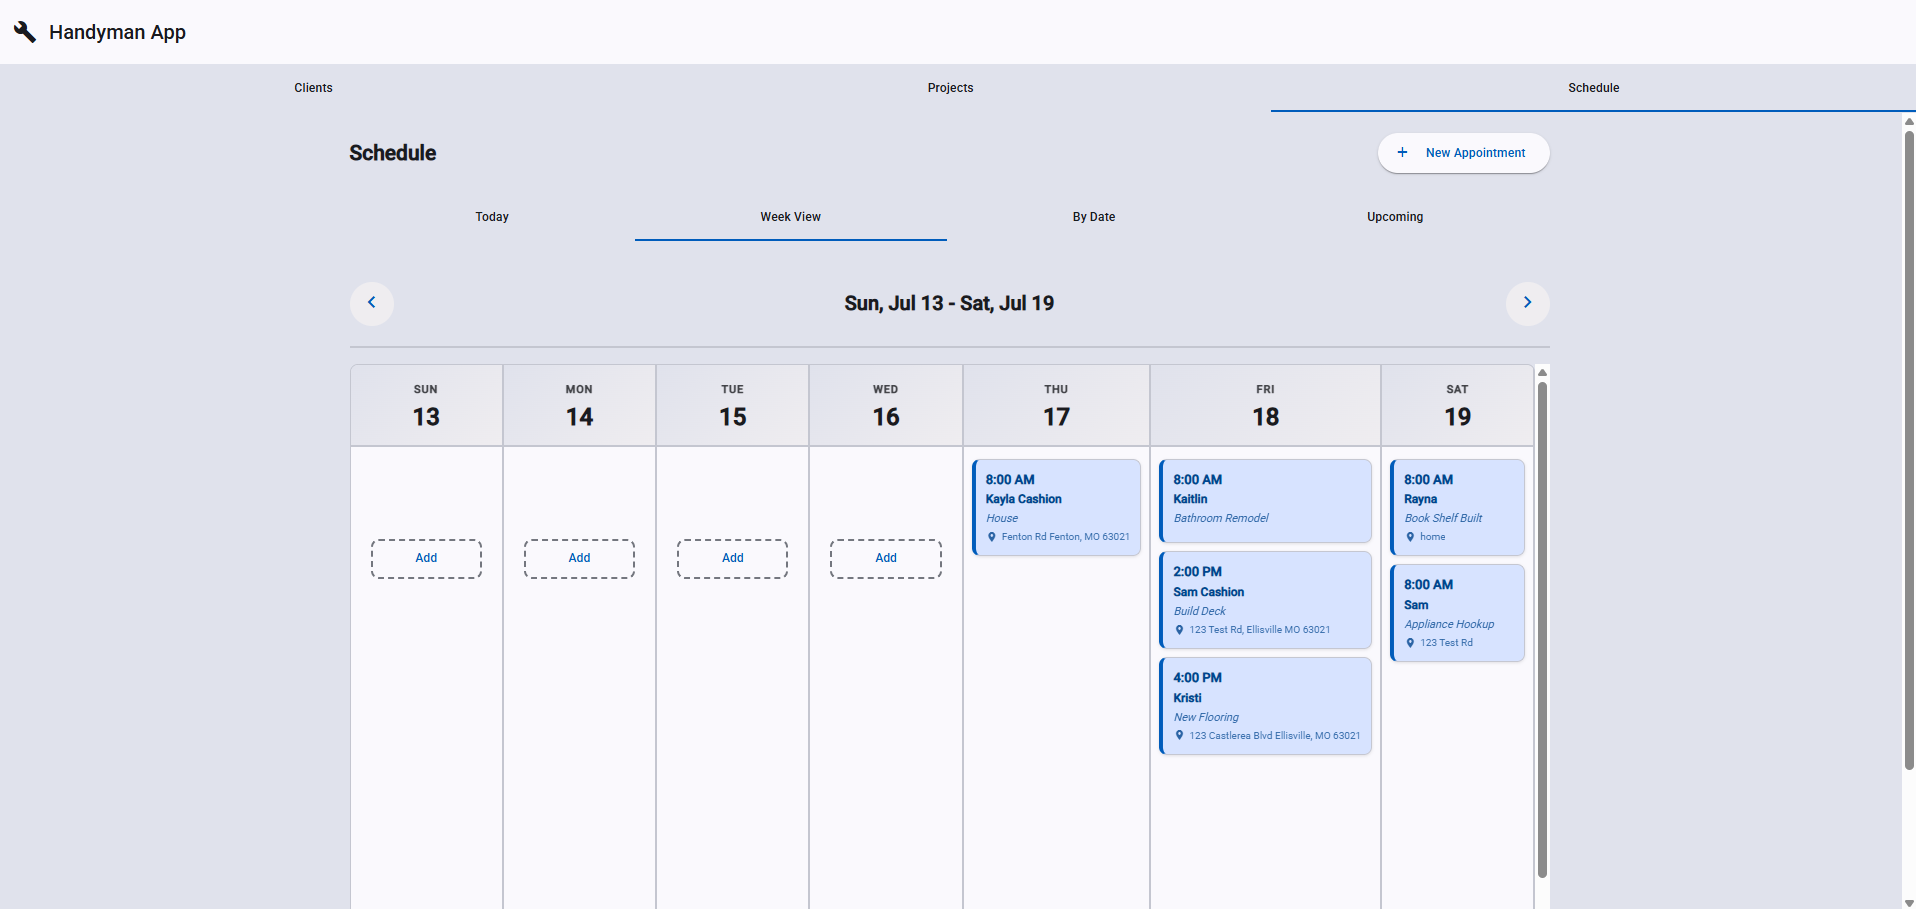 Handyman App
Clients Projects Schedule
Schedule
+ New Appointment
Today Week View By Date Upcoming
Sun, Jul 13 - Sat, Jul 19
SUN MON TUE WED THU FRI SAT
13 14 15 16 17 18 19
Add
Add
Add
Add
8:00 AM
Kayla Cashion
House
Fenton Rd Fenton, MO 63021
8:00 AM
Kaitlin
Bathroom Remodel
2:00 PM
Sam Cashion
Build Deck
123 Test Rd, Ellisville MO 63021
4:00 PM
Kristi
New Flooring
123 Castlerea Blvd Ellisville, MO 63021
8:00 AM
Rayna
Book Shelf Built
home
8:00 AM
Sam
Appliance Hookup
123 Test Rd